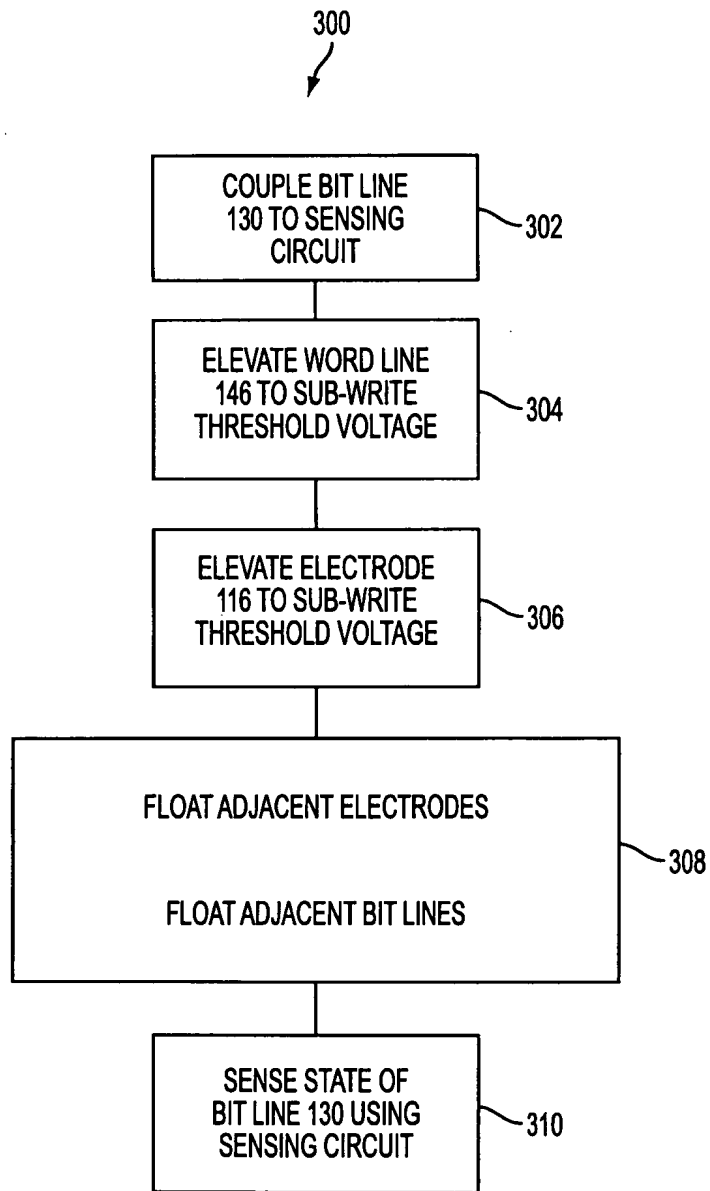 300
COUPLE BIT LINE
130 TO SENSING
CIRCUIT
302
ELEVATE WORD LINE
146 TO SUB-WRITE
THRESHOLD VOLTAGE
304
ELEVATE ELECTRODE
116 TO SUB-WRITE
THRESHOLD VOLTAGE
306
FLOAT ADJACENT ELECTRODES
FLOAT ADJACENT BIT LINES
308
SENSE STATE OF
BIT LINE 130 USING
SENSING CIRCUIT
310